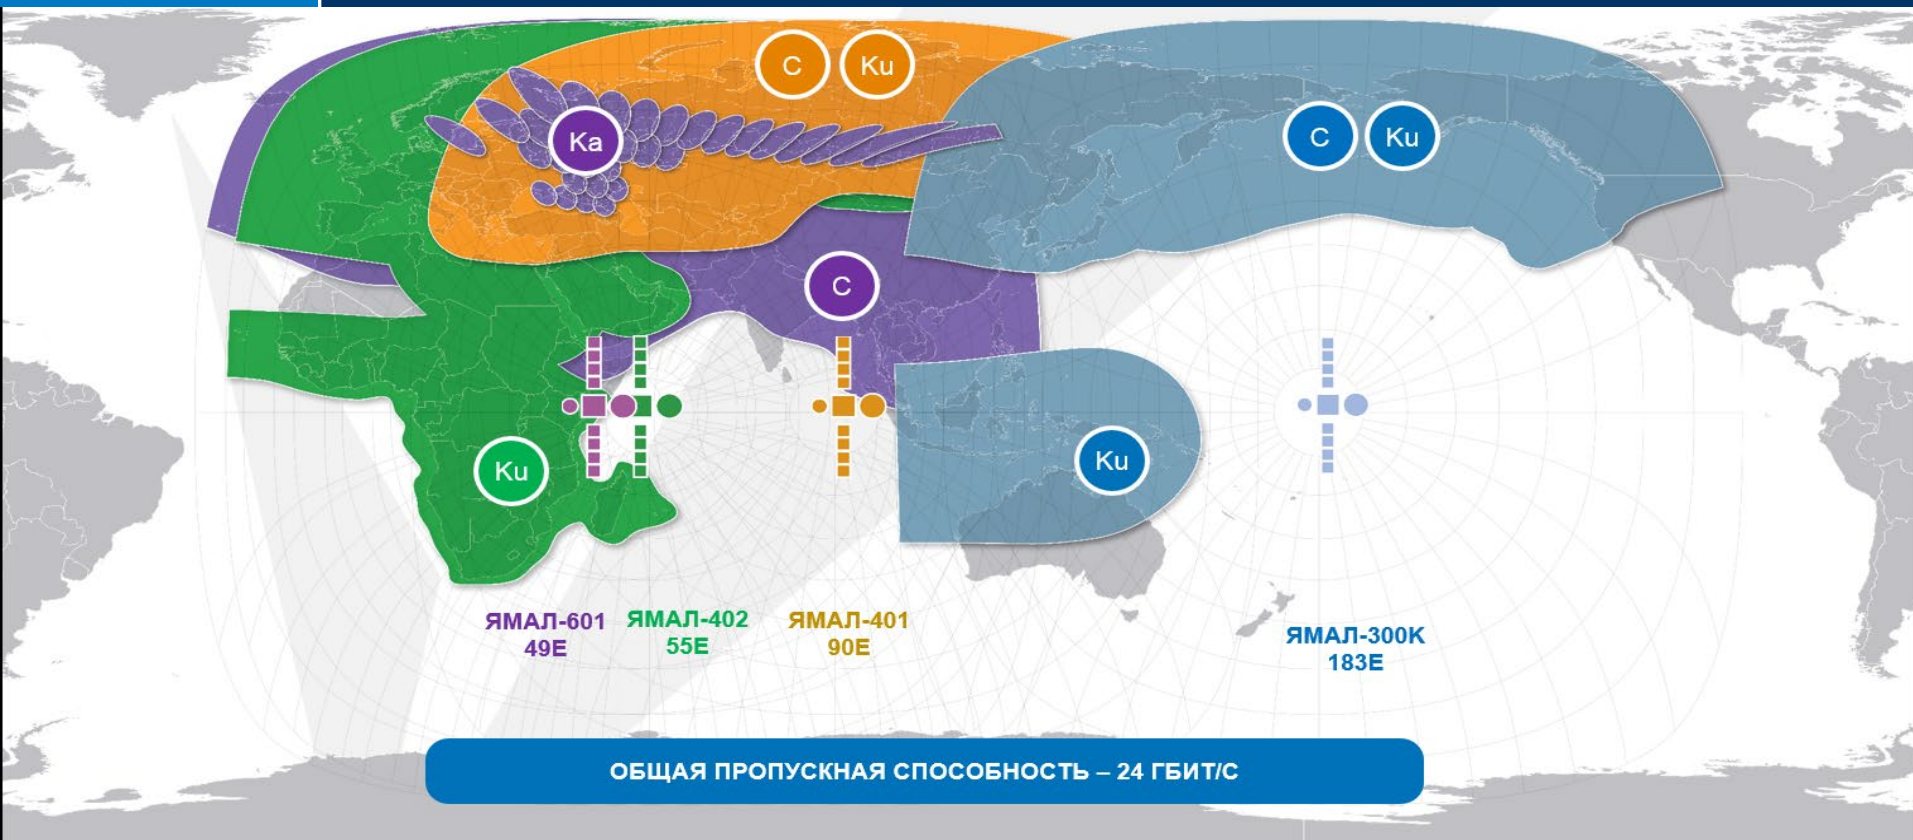 C Ku
Ka
C Ku
C
Ku
Ku
ЯМАЛ-601
49E
ЯМАЛ-402
55E
ЯМАЛ-401
90E
ЯМАЛ-300K
183E
ОБЩАЯ ПРОПУСКНАЯ СПОСОБНОСТЬ – 24 ГБИТ/С